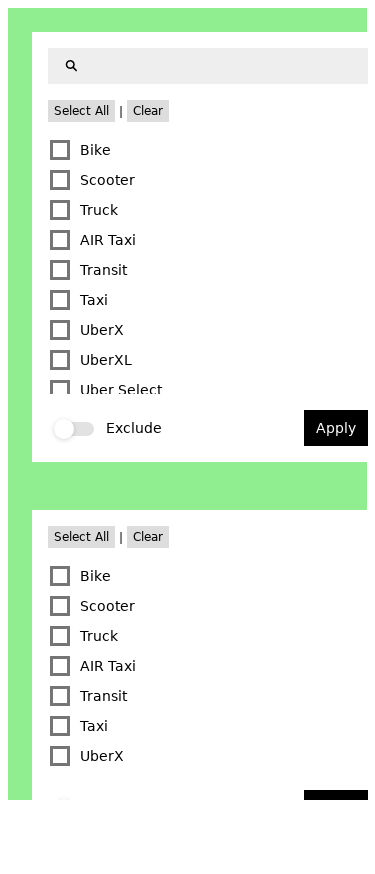 Select All | Clear
Bike
Scooter
Truck
AIR Taxi
Transit
Taxi
UberX
UberXL
Uber Select
Exclude Apply
Select All | Clear
Bike
Scooter
Truck
AIR Taxi
Transit
Taxi
UberX